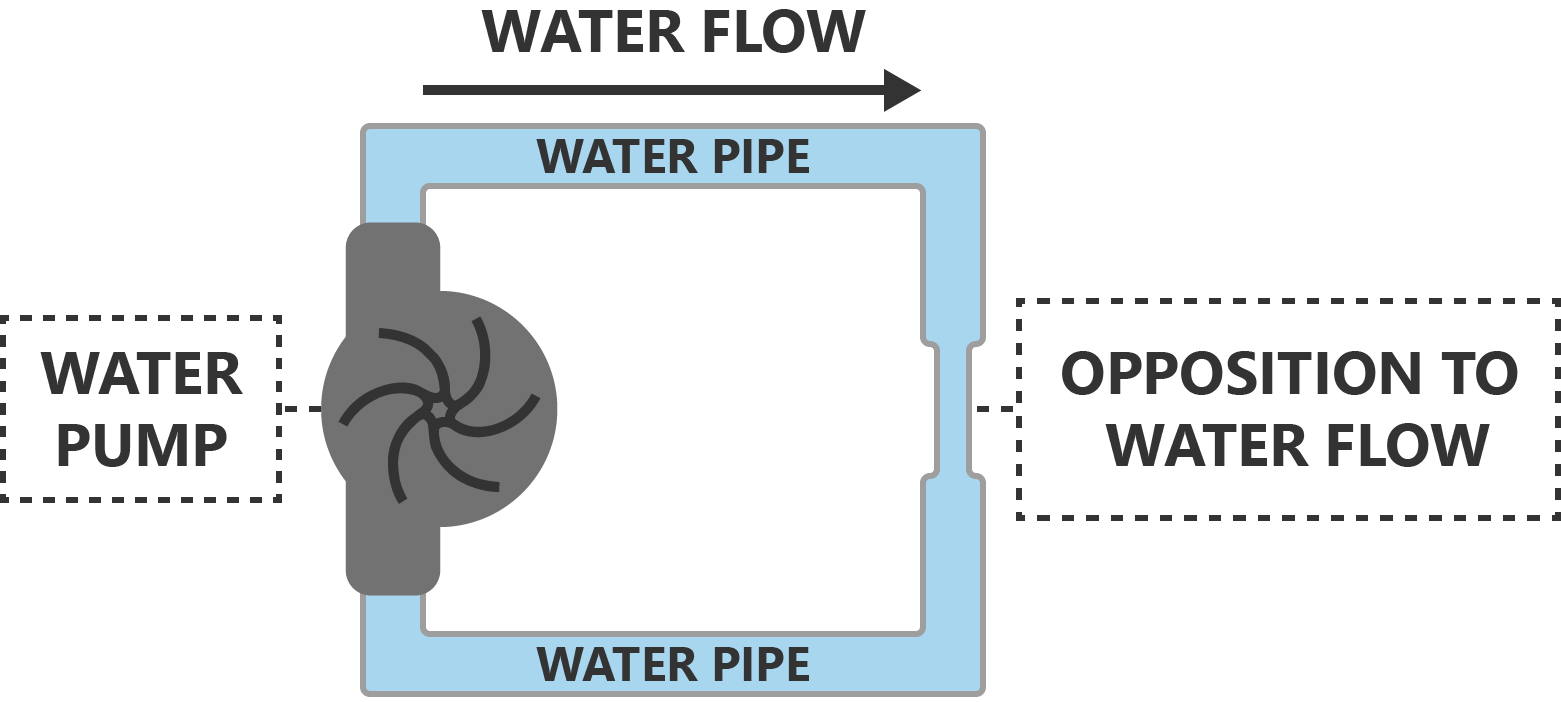 WATER FLOW
WATER PIPE
WATER
PUMP
OPPOSITION TO
WATER FLOW
WATER PIPE